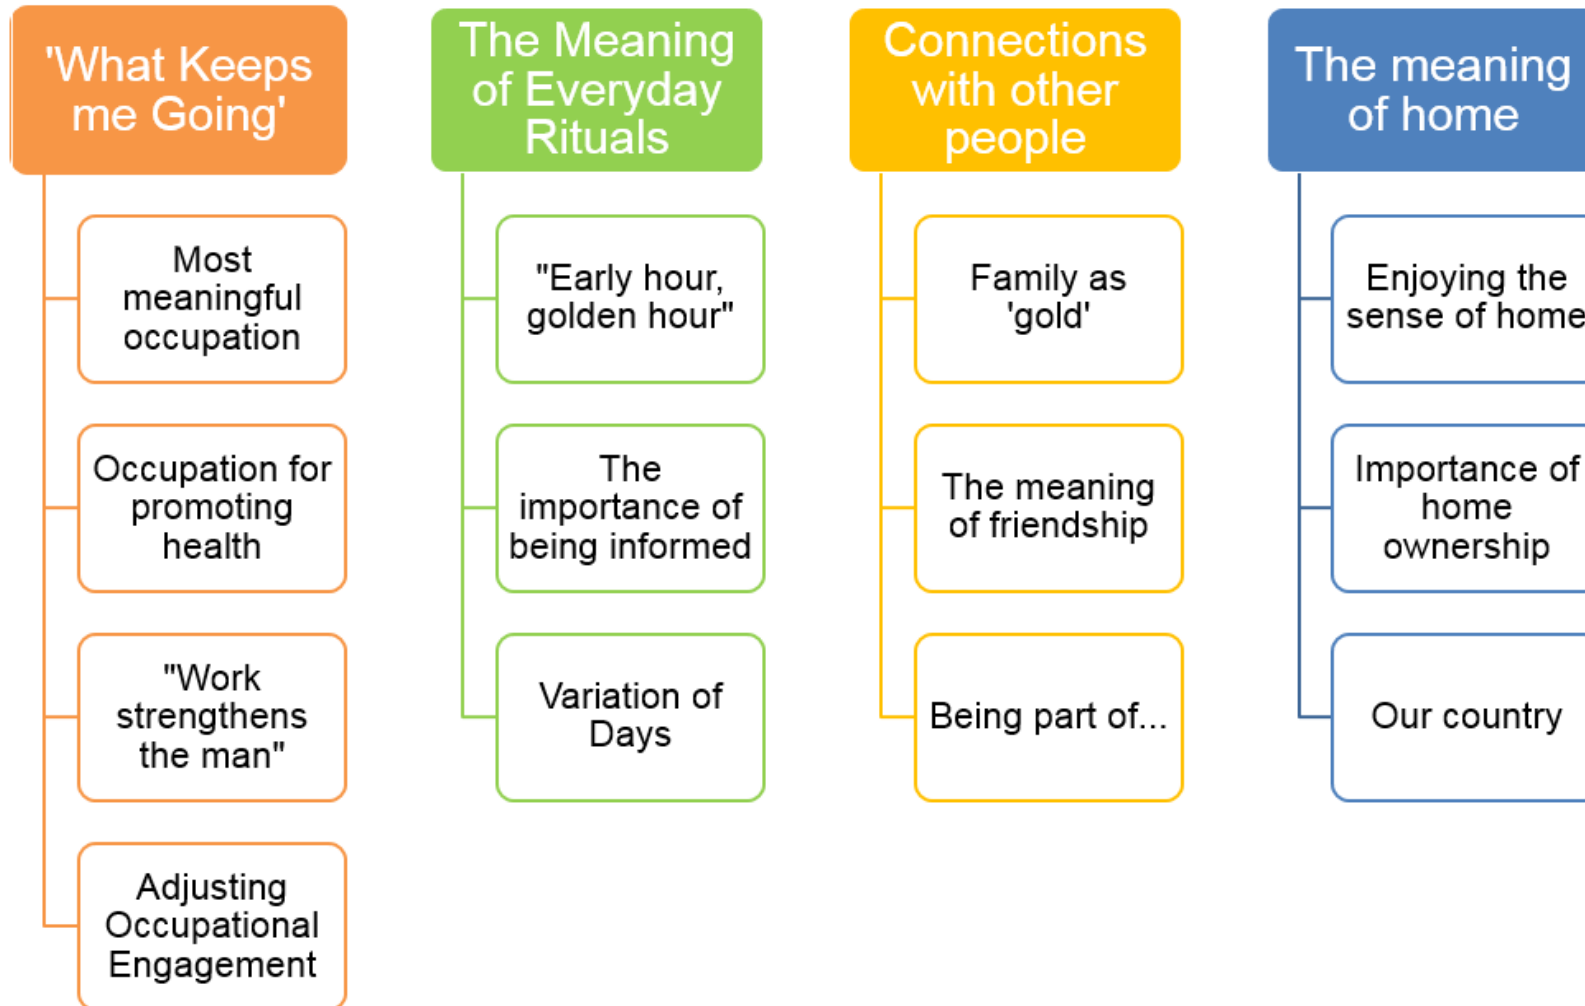 'What Keeps
me Going'
Most
meaningful
occupation
Occupation for
promoting
health
"Work
strengthens
the man"
Adjusting
Occupational
Engagement
The Meaning
of Everyday
Rituals
"Early hour,
golden hour"
The
importance of
being informed
Variation of
Days
Connections
with other
people
Family as
'gold'
The meaning
of friendship
Being part of...
The meaning
of home
Enjoying the
sense of home
Importance of
home
ownership
Our country